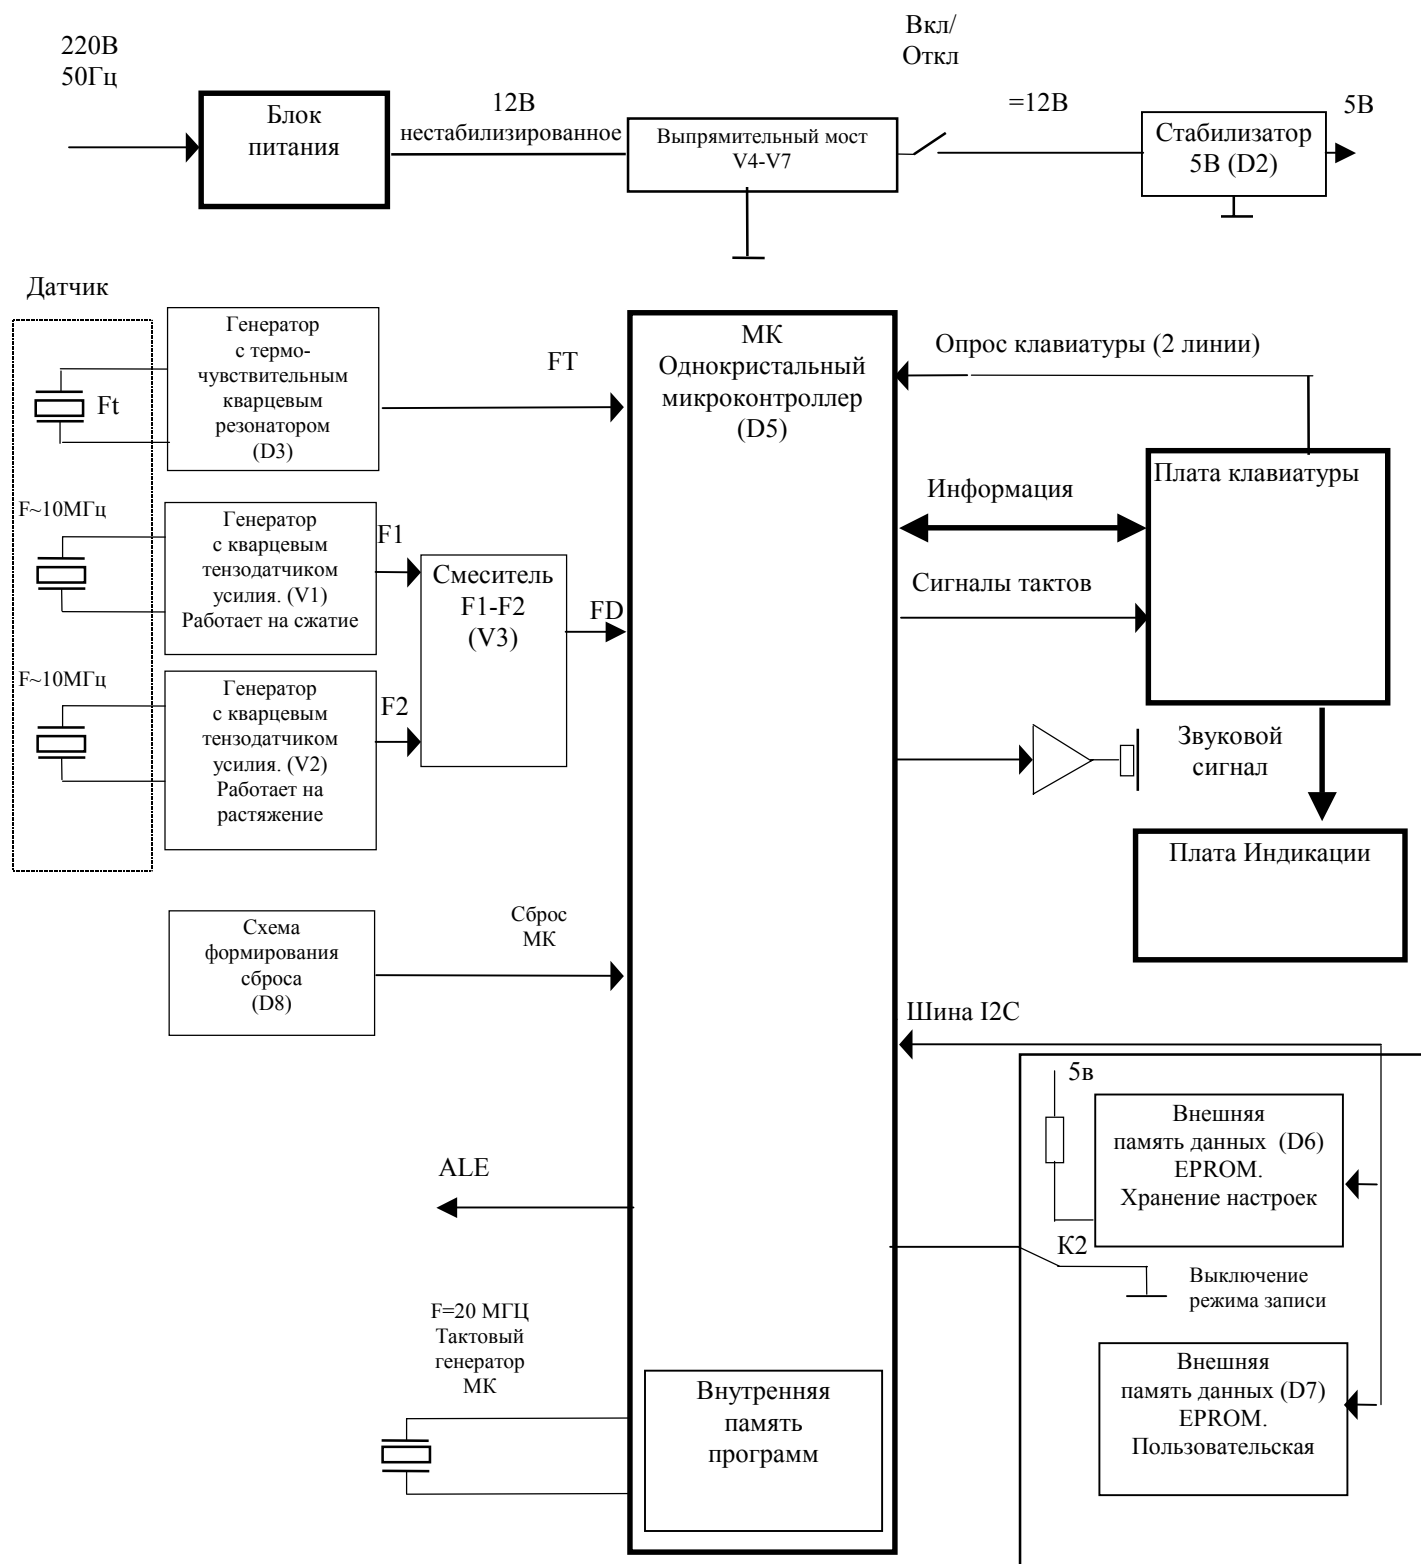 220В
50Гц
Блок
питания
12В
нестабилизированное
Выпрямительный мост
V4-V7
Вкл/
Откл
=12В
Стабилизатор
5В (D2)
5В
Датчик
Ft
Генератор
с термо-
чувствительным
кварцевым
резонатором
(D3)
FT
F~10МГц
Генератор
с кварцевым
тензодатчиком
усилия. (V1)
Работает на сжатие
F1
Смеситель
F1-F2
(V3)
FD
F~10МГц
Генератор
с кварцевым
тензодатчиком
усилия. (V2)
Работает на
растяжение
F2
МК
Однокристальный
микроконтроллер
(D5)
Опрос клавиатуры (2 линии)
Информация
Плата клавиатуры
Сигналы тактов
Звуковой
сигнал
Плата Индикации
Схема
формирования
сброса
(D8)
Сброс
МК
Шина I2C
5в
Внешняя
память данных (D6)
EPROM.
Хранение настроек
ALE
К2
Выключение
режима записи
F=20 МГЦ
Тактовый
генератор
МК
Внутренняя
память
программ
Внешняя
память данных (D7)
EPROM.
Пользовательская